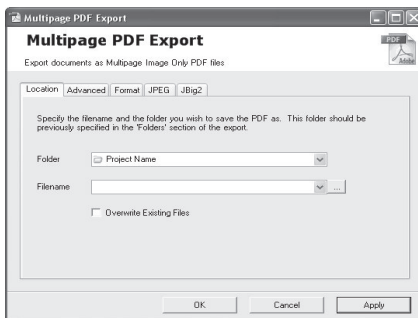 Multipage PDF Export
Multipage PDF Export
PDF
Adobe
Export documents as Multipage Image Only PDF files
Location Advanced Format JPEG JBig2
Specify the filename and the folder you wish to save the PDF as. This folder should be
previously specified in the 'Folders' section of the export.
Folder Project Name
Filename ...
Overwrite Existing Files
OK Cancel Apply